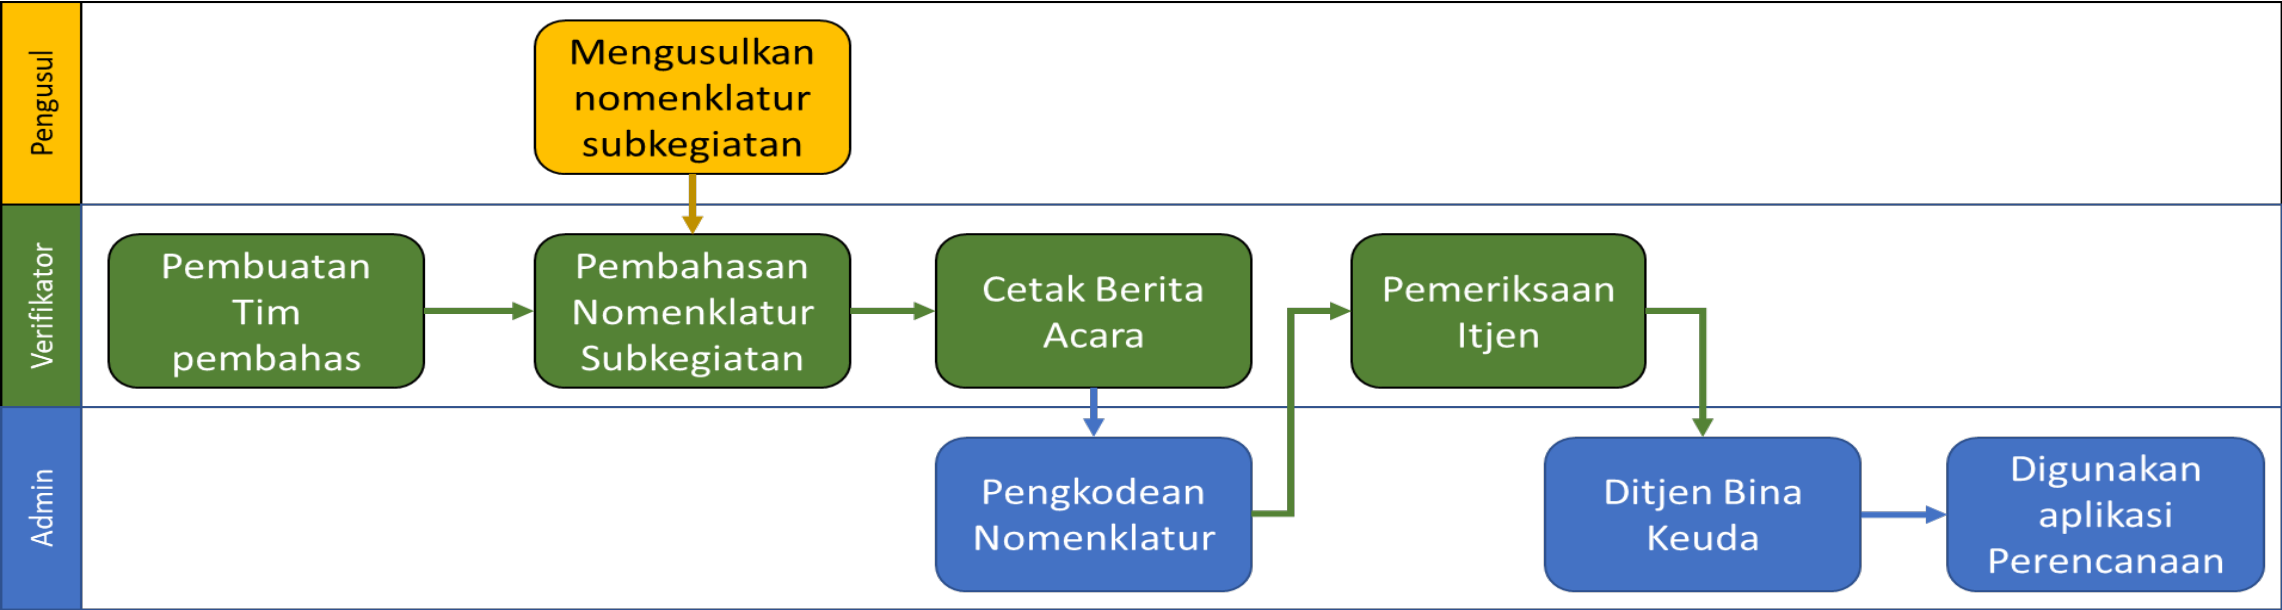 Pengusul
Mengusulkan
nomenklatur
subkegiatan
Verifikator
Pembuatan
Tim
pembahas
Pembahasan
Nomenklatur
Subkegiatan
Cetak Berita
Acara
Pemeriksaan
Itjen
Admin
Pengkodean
Nomenklatur
Ditjen Bina
Keuda
Digunakan
aplikasi
Perencanaan